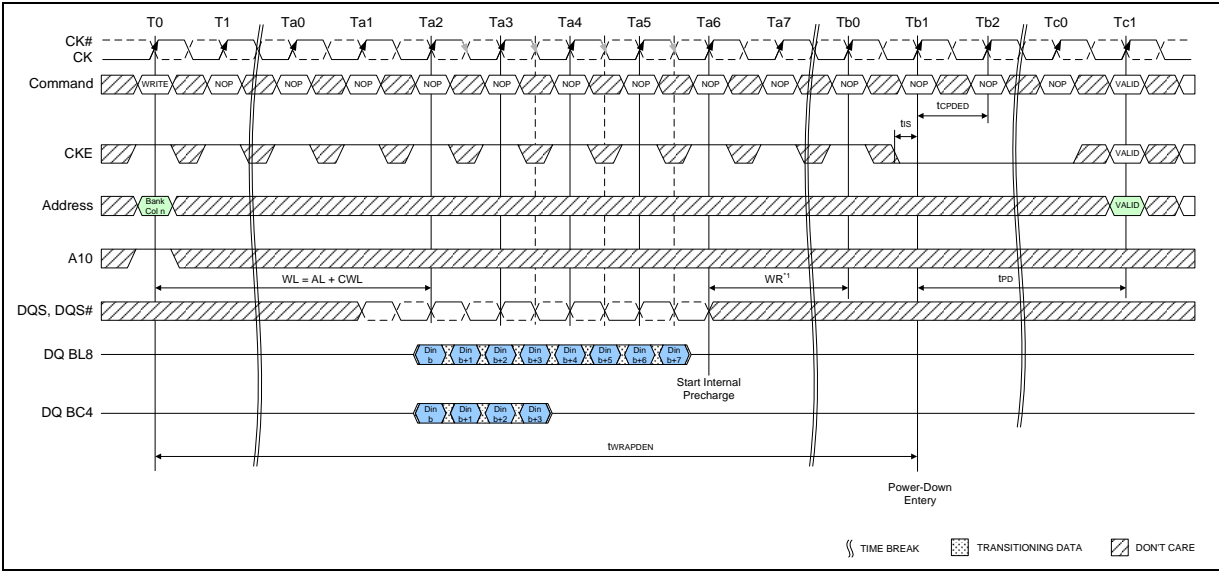 T0 T1 Ta0 Ta1 Ta2 Ta3 Ta4 Ta5 Ta6 Ta7 Tb0 Tb1 Tb2 Tc0 Tc1
CK#
CK
Command WRITE NOP NOP NOP NOP NOP NOP NOP NOP NOP NOP NOP NOP NOP VALID
tCPDED
tIS
CKE VALID
Address Bank Col n VALID
A10
WL = AL + CWL WR*1 tPD
DQS, DQS#
DQ BL8 Din b Din b+1 Din b+2 Din b+3 Din b+4 Din b+5 Din b+6 Din b+7
Start Internal
Precharge
DQ BC4 Din b Din b+1 Din b+2 Din b+3
tWRAPDEN
Power-Down
Entery
TIME BREAK TRANSITIONING DATA DON'T CARE